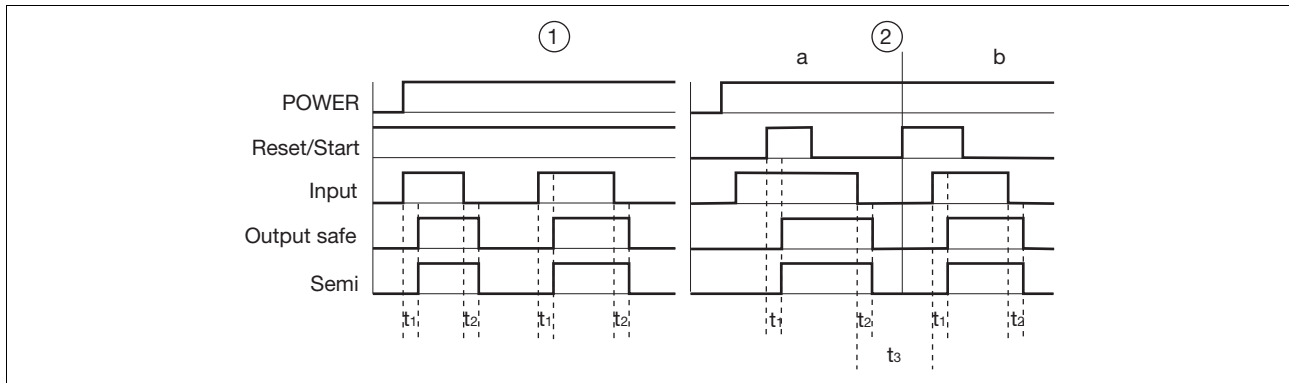 ① ②
a b
POWER
Reset/Start
Input
Output safe
Semi
t1 t2 t1 t2 t1 t2 t1 t2
t3